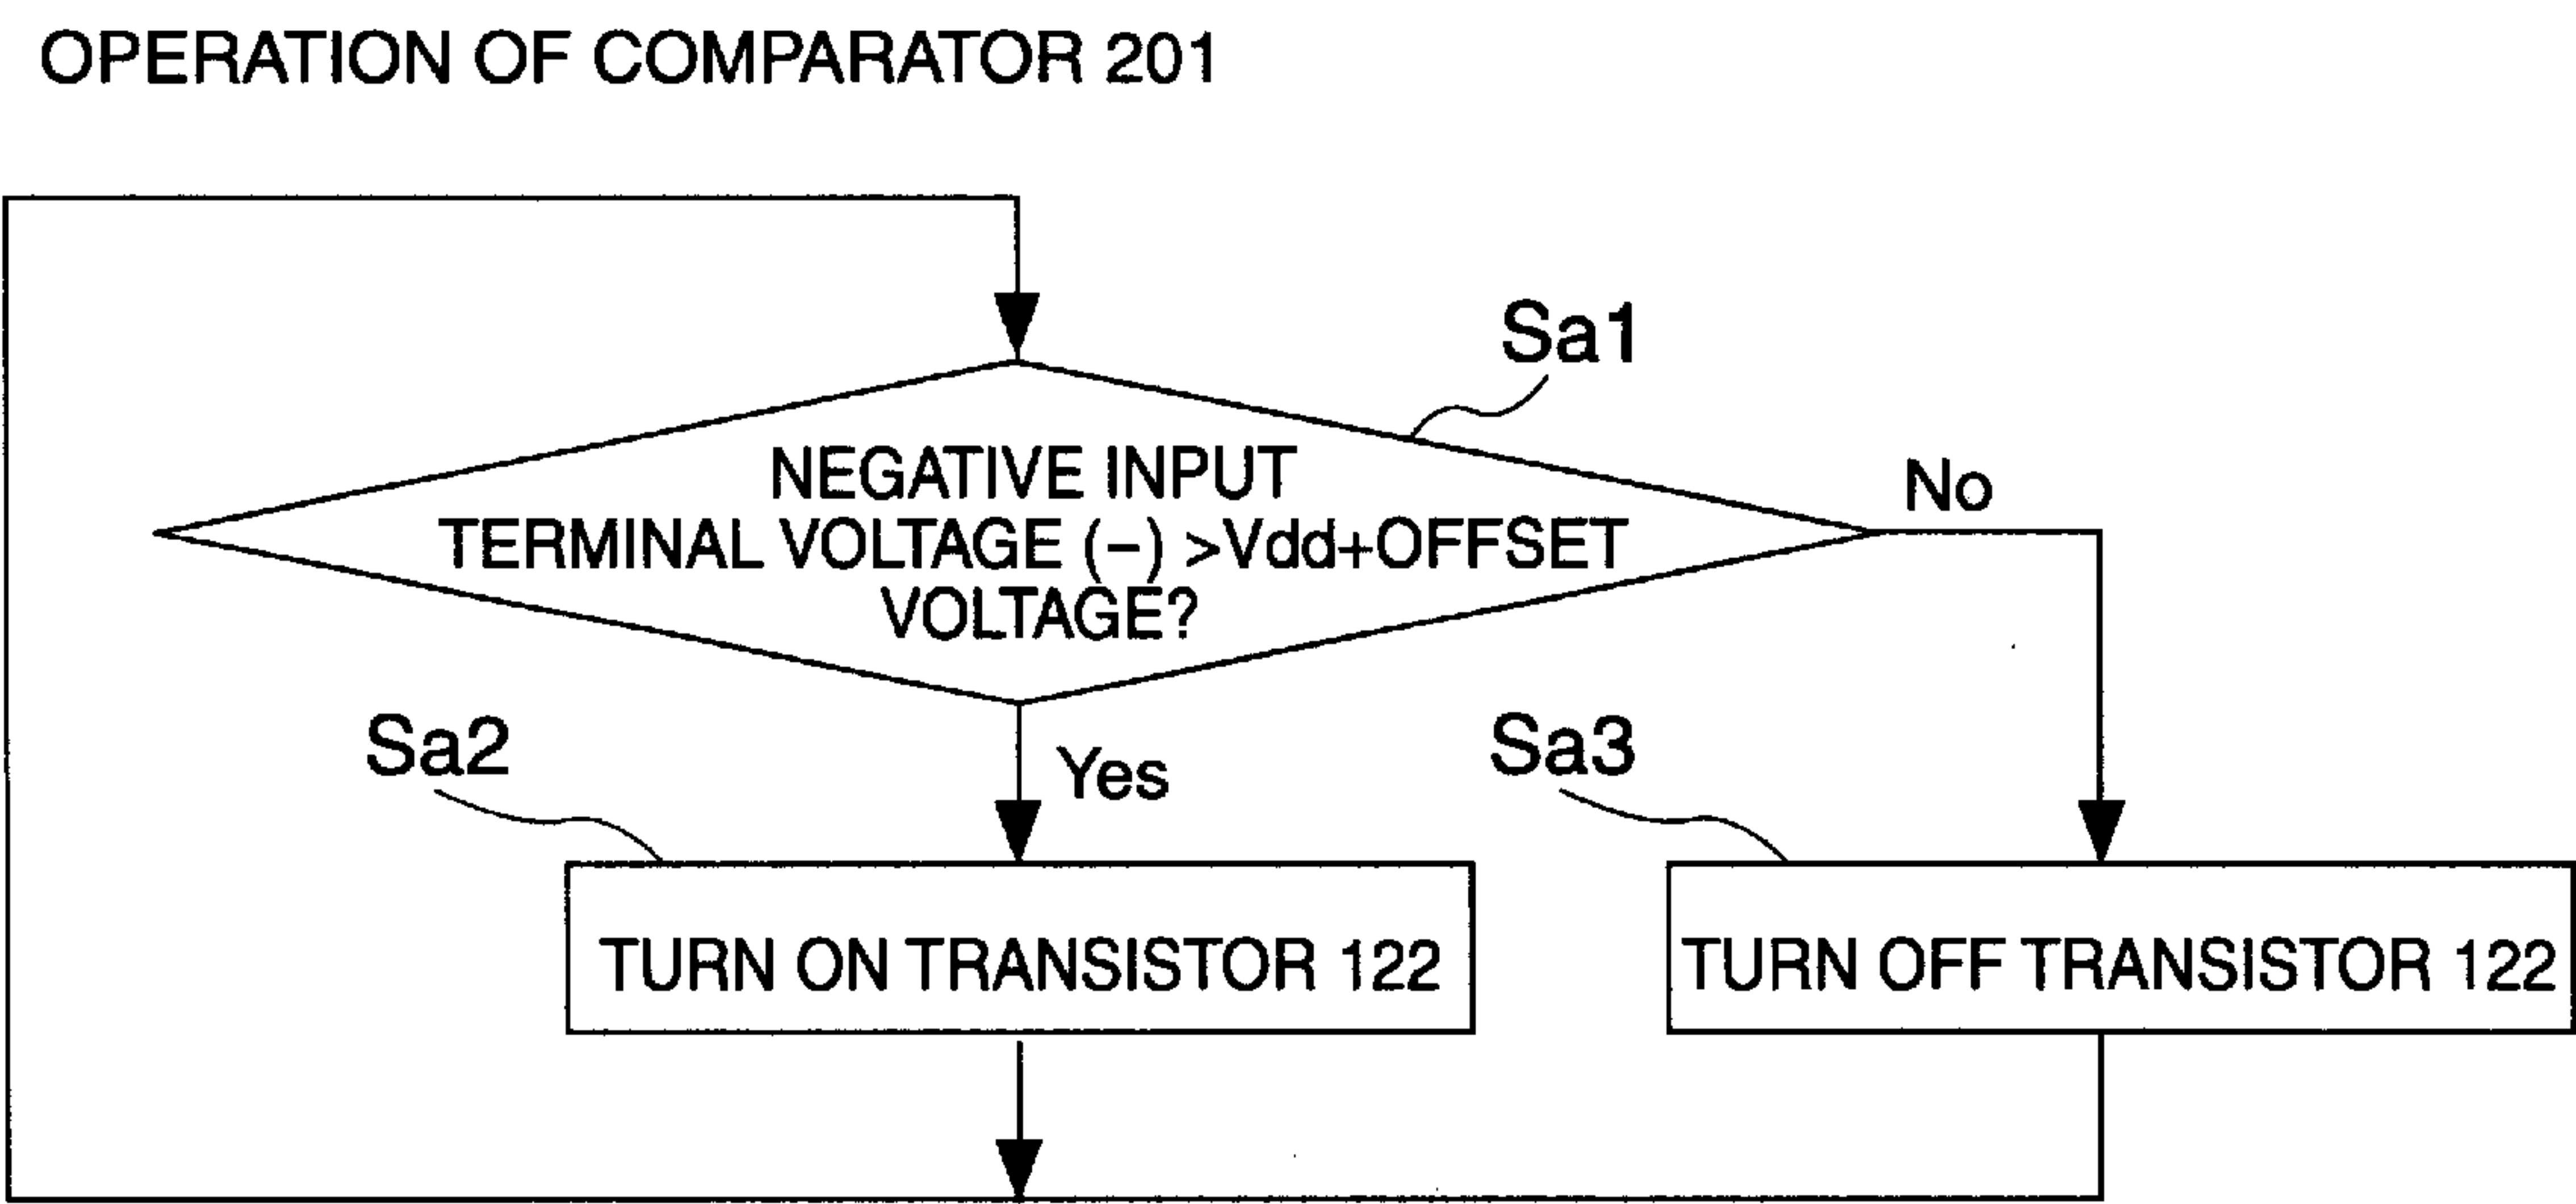 OPERATION OF COMPARATOR 201
Sa1
NEGATIVE INPUT
TERMINAL VOLTAGE (−) >Vdd+OFFSET
VOLTAGE?
No
Sa2
Yes
Sa3
TURN ON TRANSISTOR 122
TURN OFF TRANSISTOR 122